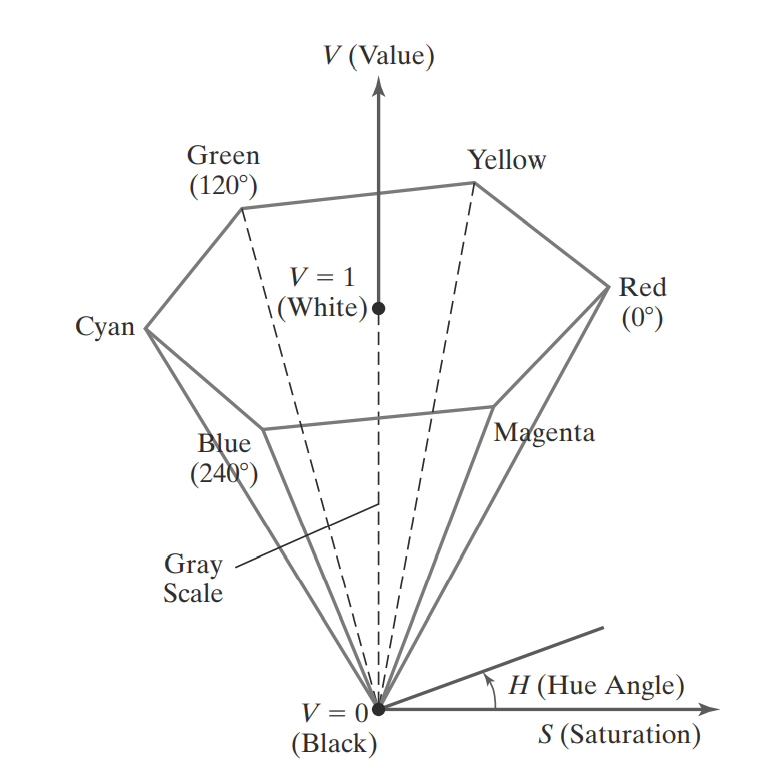 V (Value)
Green
(120°)
Yellow
V = 1
(White)
Red
(0°)
Cyan
Magenta
Blue
(240°)
Gray
Scale
H (Hue Angle)
V = 0
(Black)
S (Saturation)